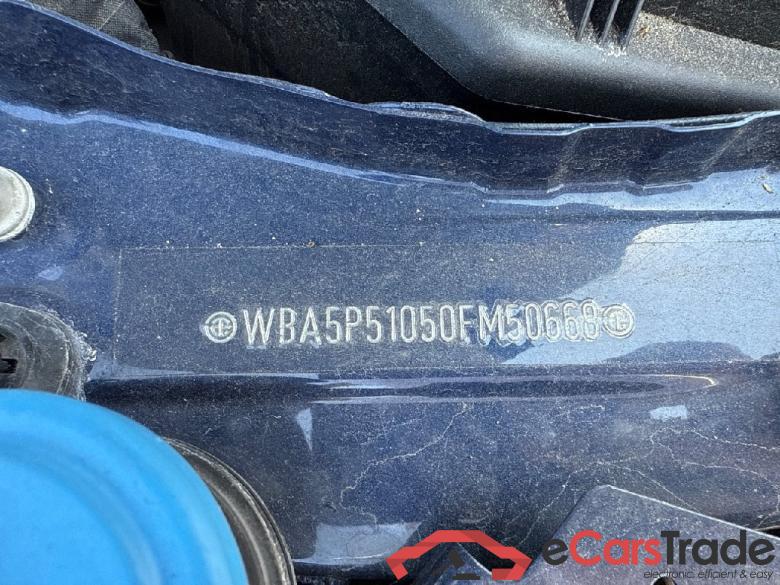 WBA5P51050FM50668
eCarsTrade
electronic, efficient & easy